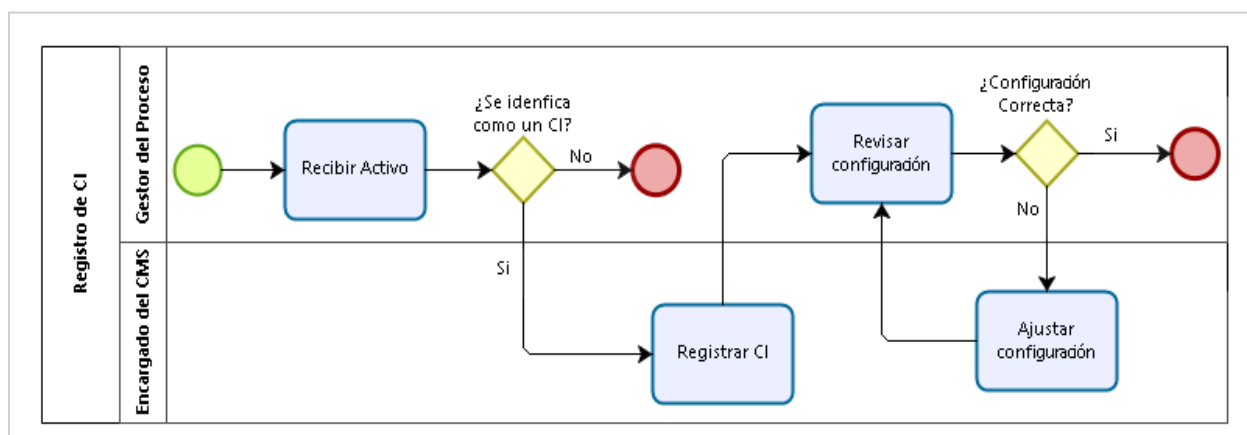 Registro de CI
Gestor del Proceso
Recibir Activo
¿Se idenfica
como un CI?
No
Si
Revisar
configuración
¿Configuración
Correcta?
Si
No
Encargado del CMS
Registrar CI
Ajustar
configuración